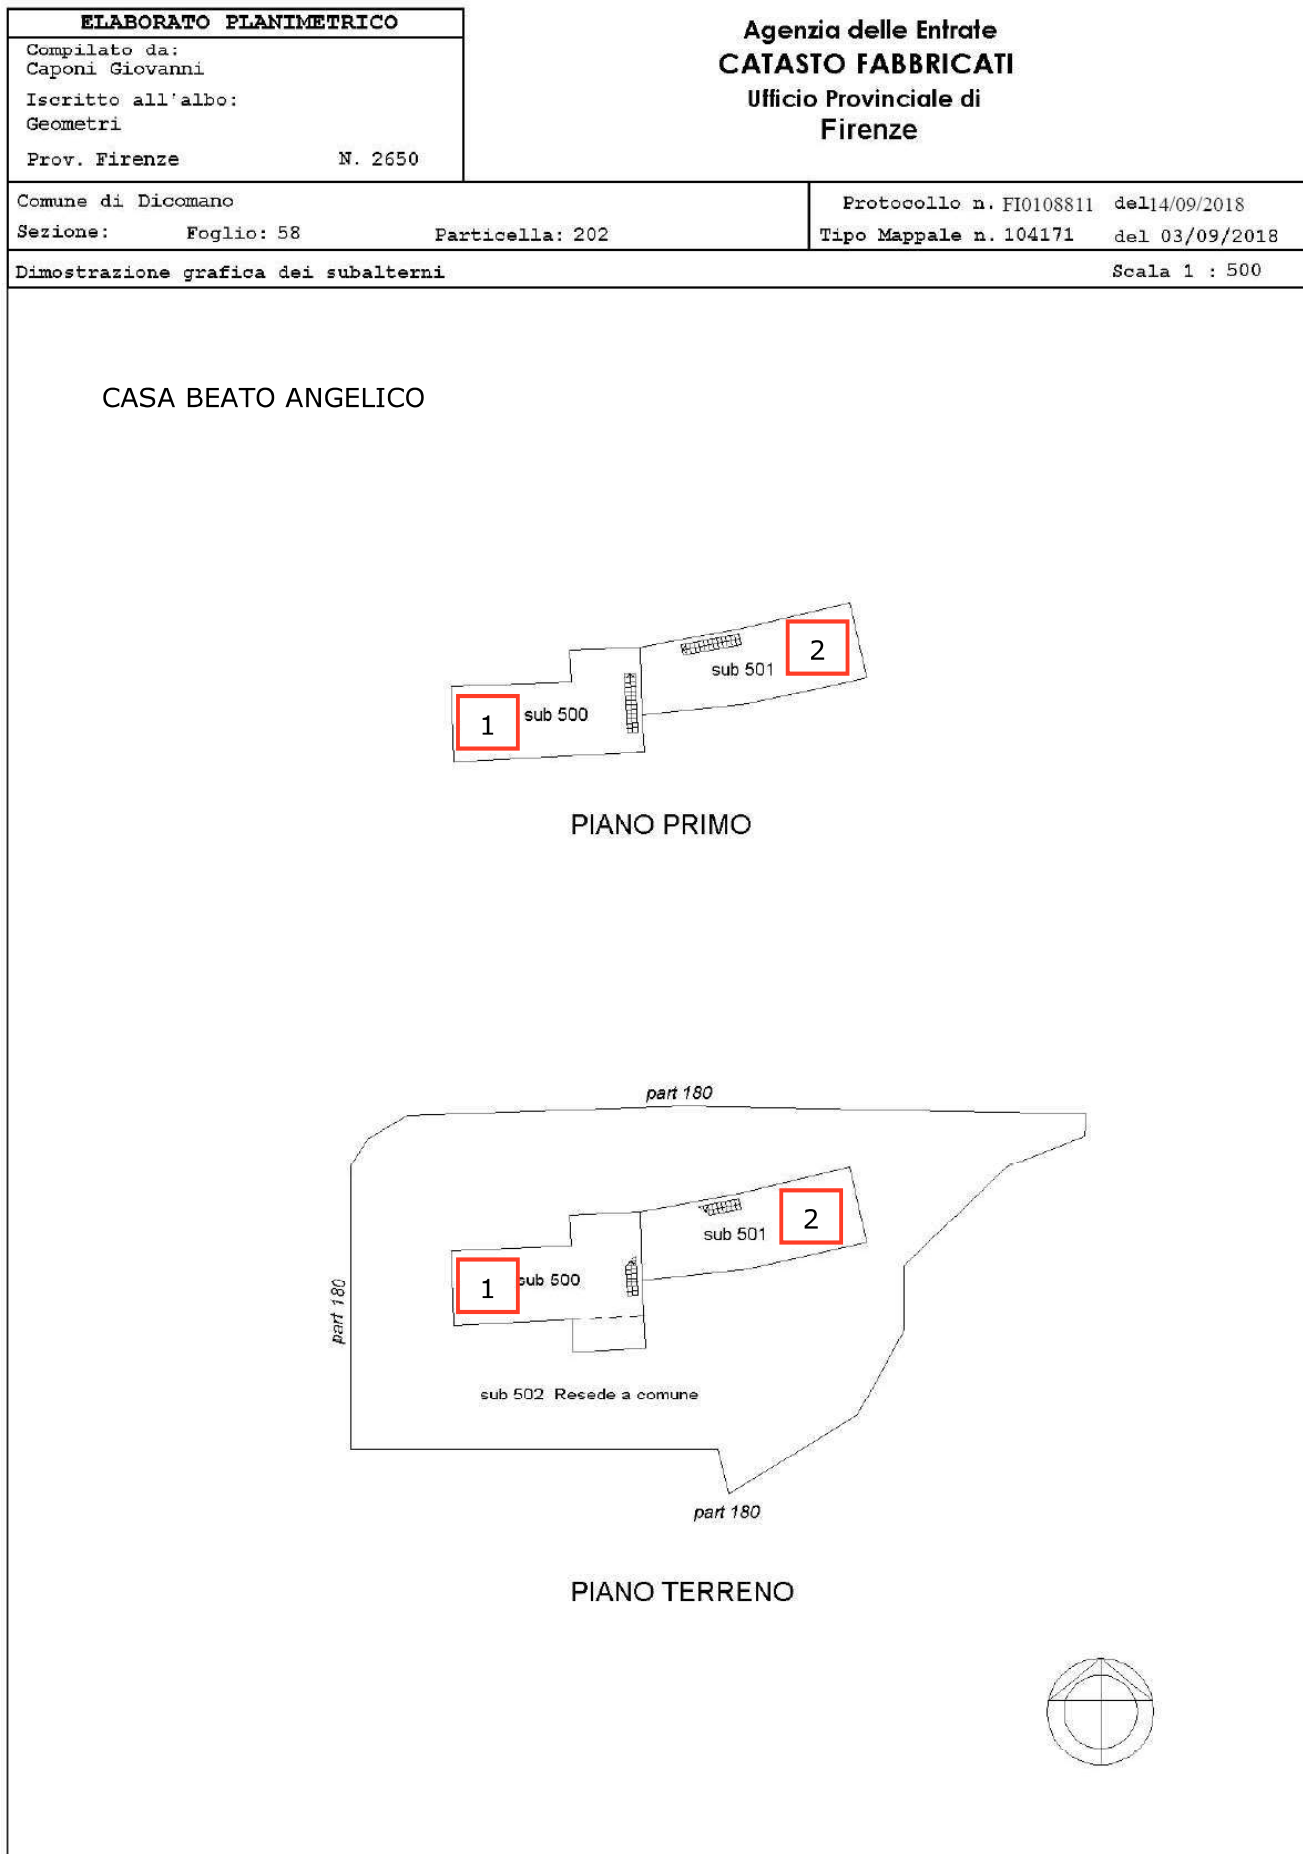 ELABORATO PLANIMETRICO
Compilato da:
Caponi Giovanni
Iscritto all'albo:
Geometri
Prov. Firenze N. 2650
Agenzia delle Entrate
CATASTO FABBRICATI
Ufficio Provinciale di
Firenze
Comune di Dicomano
Sezione: Foglio: 58 Particella: 202
Protocollo n. FI0108811 del 14/09/2018
Tipo Mappale n. 104171 del 03/09/2018
Dimostrazione grafica dei subalterni Scala 1 : 500
CASA BEATO ANGELICO
2
sub 501
1
sub 500
PIANO PRIMO
part 180
2
sub 501
1
sub 500
part 180
sub 502 Resede a comune
part 180
PIANO TERRENO